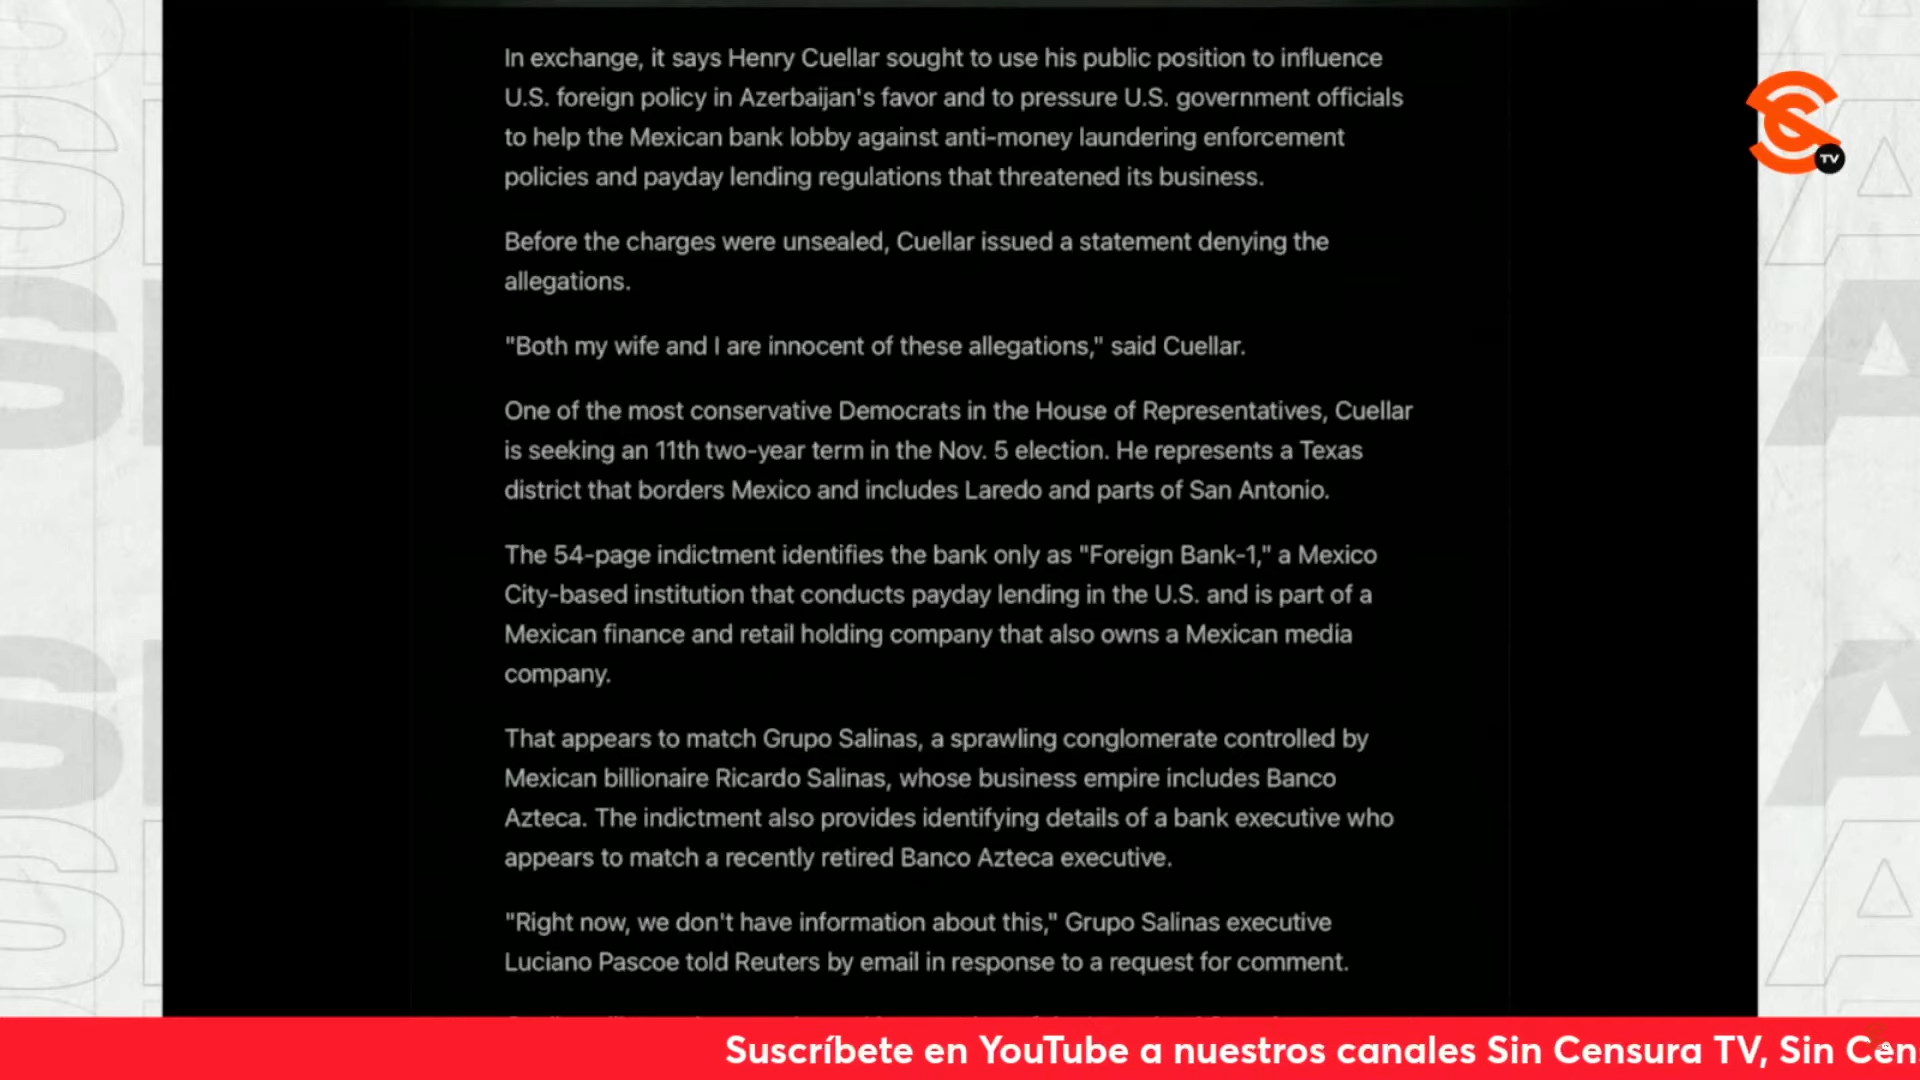 In exchange, it says Henry Cuellar sought to use his public position to influence
U.S. foreign policy in Azerbaijan's favor and to pressure U.S. government officials
to help the Mexican bank lobby against anti-money laundering enforcement
policies and payday lending regulations that threatened its business.
Before the charges were unsealed, Cuellar issued a statement denying the
allegations.
"Both my wife and I are innocent of these allegations," said Cuellar.
One of the most conservative Democrats in the House of Representatives, Cuellar
is seeking an 11th two-year term in the Nov. 5 election. He represents a Texas
district that borders Mexico and includes Laredo and parts of San Antonio.
The 54-page indictment identifies the bank only as "Foreign Bank-1," a Mexico
City-based institution that conducts payday lending in the U.S. and is part of a
Mexican finance and retail holding company that also owns a Mexican media
company.
That appears to match Grupo Salinas, a sprawling conglomerate controlled by
Mexican billionaire Ricardo Salinas, whose business empire includes Banco
Azteca. The indictment also provides identifying details of a bank executive who
appears to match a recently retired Banco Azteca executive.
"Right now, we don't have information about this," Grupo Salinas executive
Luciano Pascoe told Reuters by email in response to a request for comment.
TV
Suscríbete en YouTube a nuestros canales Sin Censura TV, Sin Cen